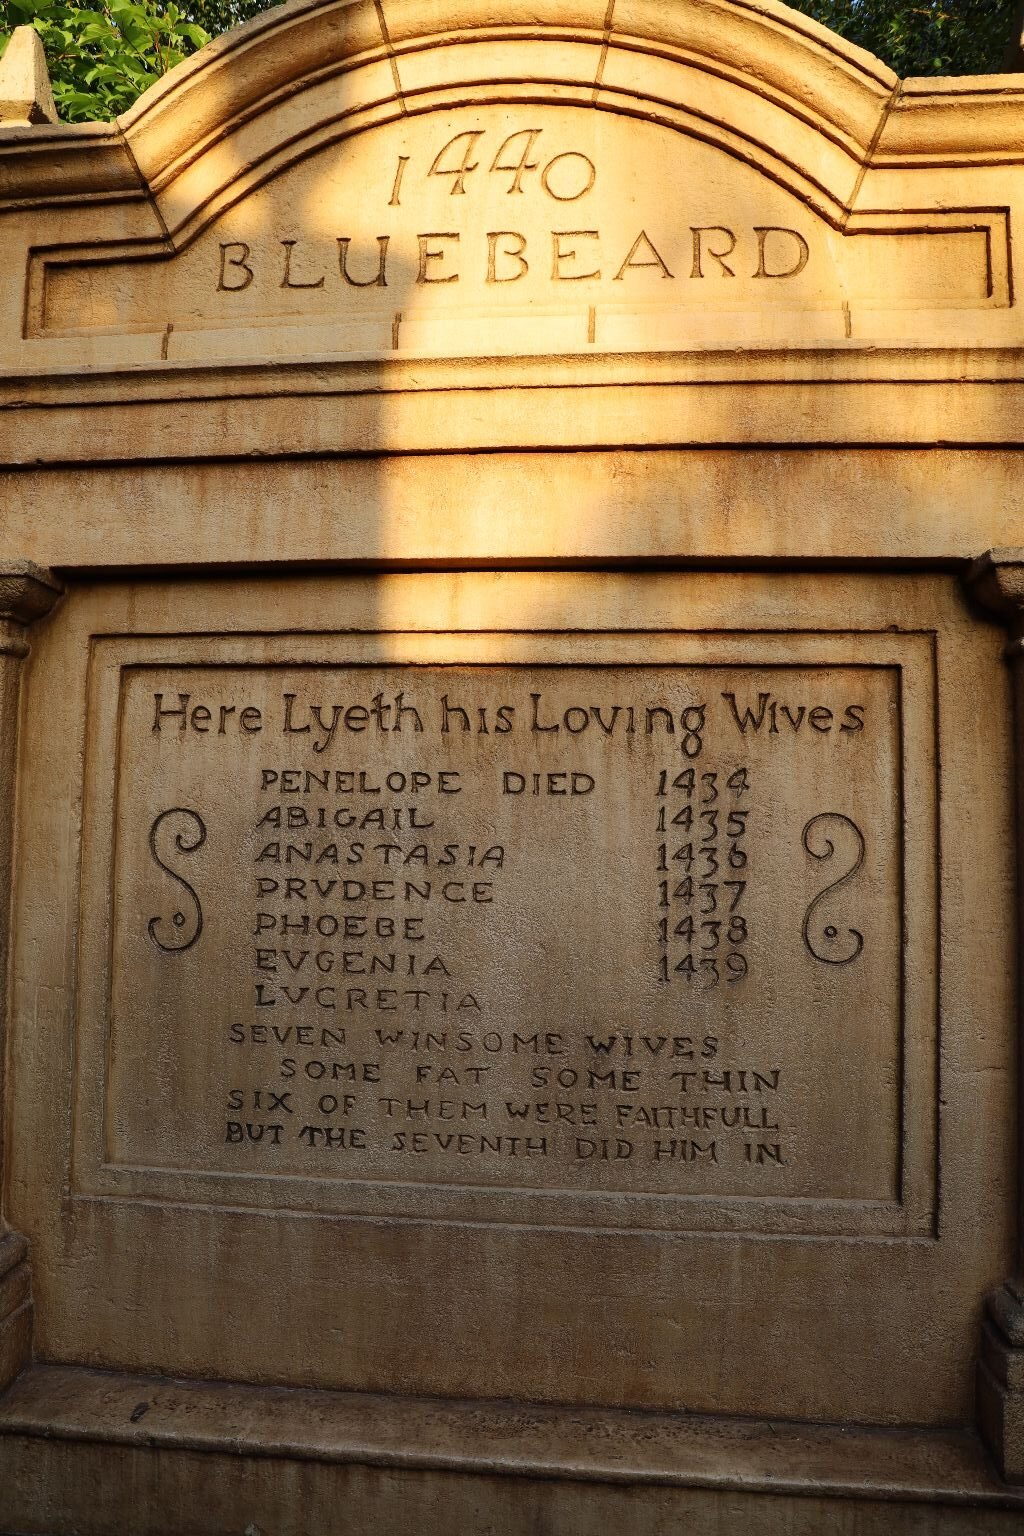 1440
BLUEBEARD
Here Lyeth his Loving Wives
PENELOPE DIED 1434
ABIGAIL 1435
ANASTASIA 1436
PRVDENCE 1437
PHOEBE 1438
EVGENIA 1439
LVCRETIA
SEVEN WINSOME WIVES
SOME FAT SOME THIN
SIX OF THEM WERE FAITHFULL
BUT THE SEVENTH DID HIM IN